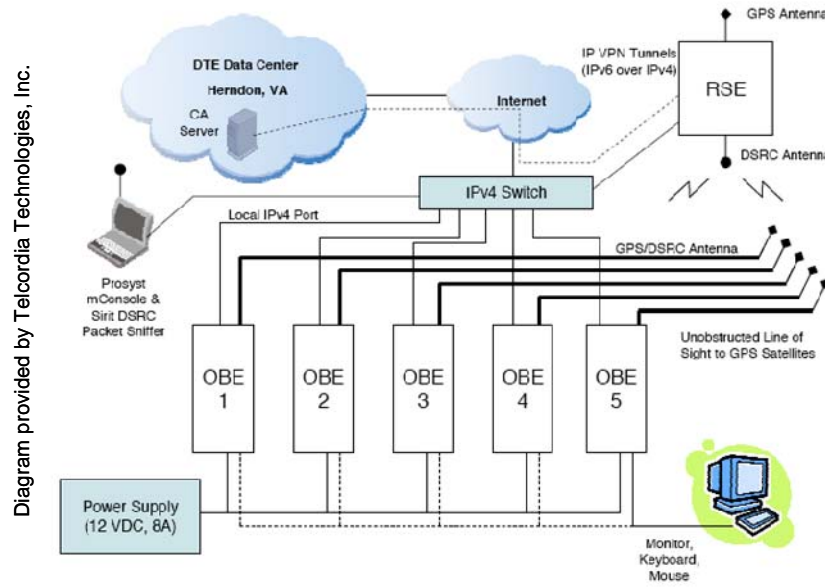 Diagram provided by Telcordia Technologies, Inc.
DTE Data Center
Herndon, VA
CA
Server
Internet
IP VPN Tunnels
(IPv6 over IPv4)
GPS Antenna
RSE
DSRC Antenna
IPv4 Switch
Local IPv4 Port
GPS/DSRC Antenna
Prosyst
mConsole &
Sirit DSRC
Packet Sniffer
Unobstructed Line of
Sight to GPS Satellites
OBE
1
OBE
2
OBE
3
OBE
4
OBE
5
Power Supply
(12 VDC, 8A)
Monitor,
Keyboard,
Mouse